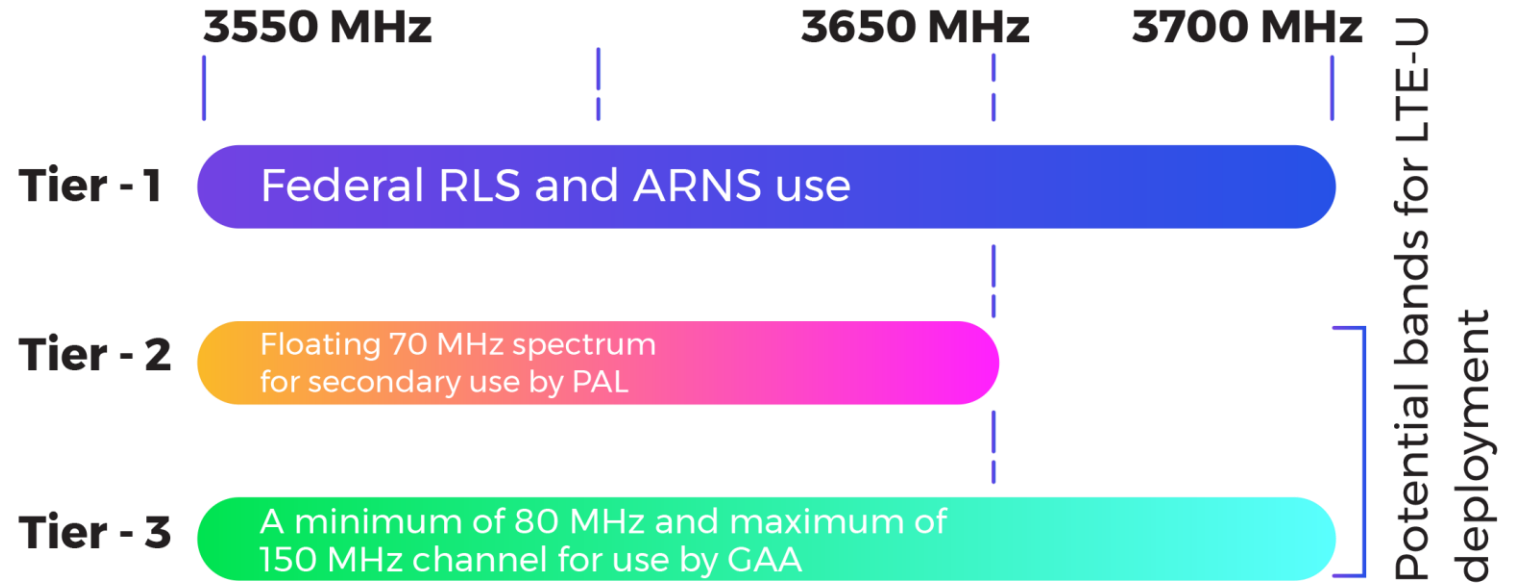 3550 MHz
3650 MHz
3700 MHz
Tier - 1
Federal RLS and ARNS use
Tier - 2
Floating 70 MHz spectrum
for secondary use by PAL
Tier - 3
A minimum of 80 MHz and maximum of
150 MHz channel for use by GAA
Potential bands for LTE-U
deployment